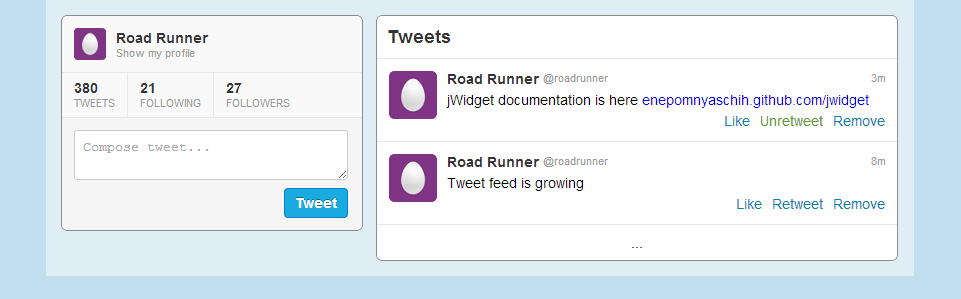 Road Runner
Show my profile
380 21 27
TWEETS FOLLOWING FOLLOWERS
Compose tweet...
Tweet
Tweets
Road Runner @roadrunner 3m
jWidget documentation is here enepomnyaschih.github.com/jwidget
Like Unretweet Remove
Road Runner @roadrunner 8m
Tweet feed is growing
Like Retweet Remove
...